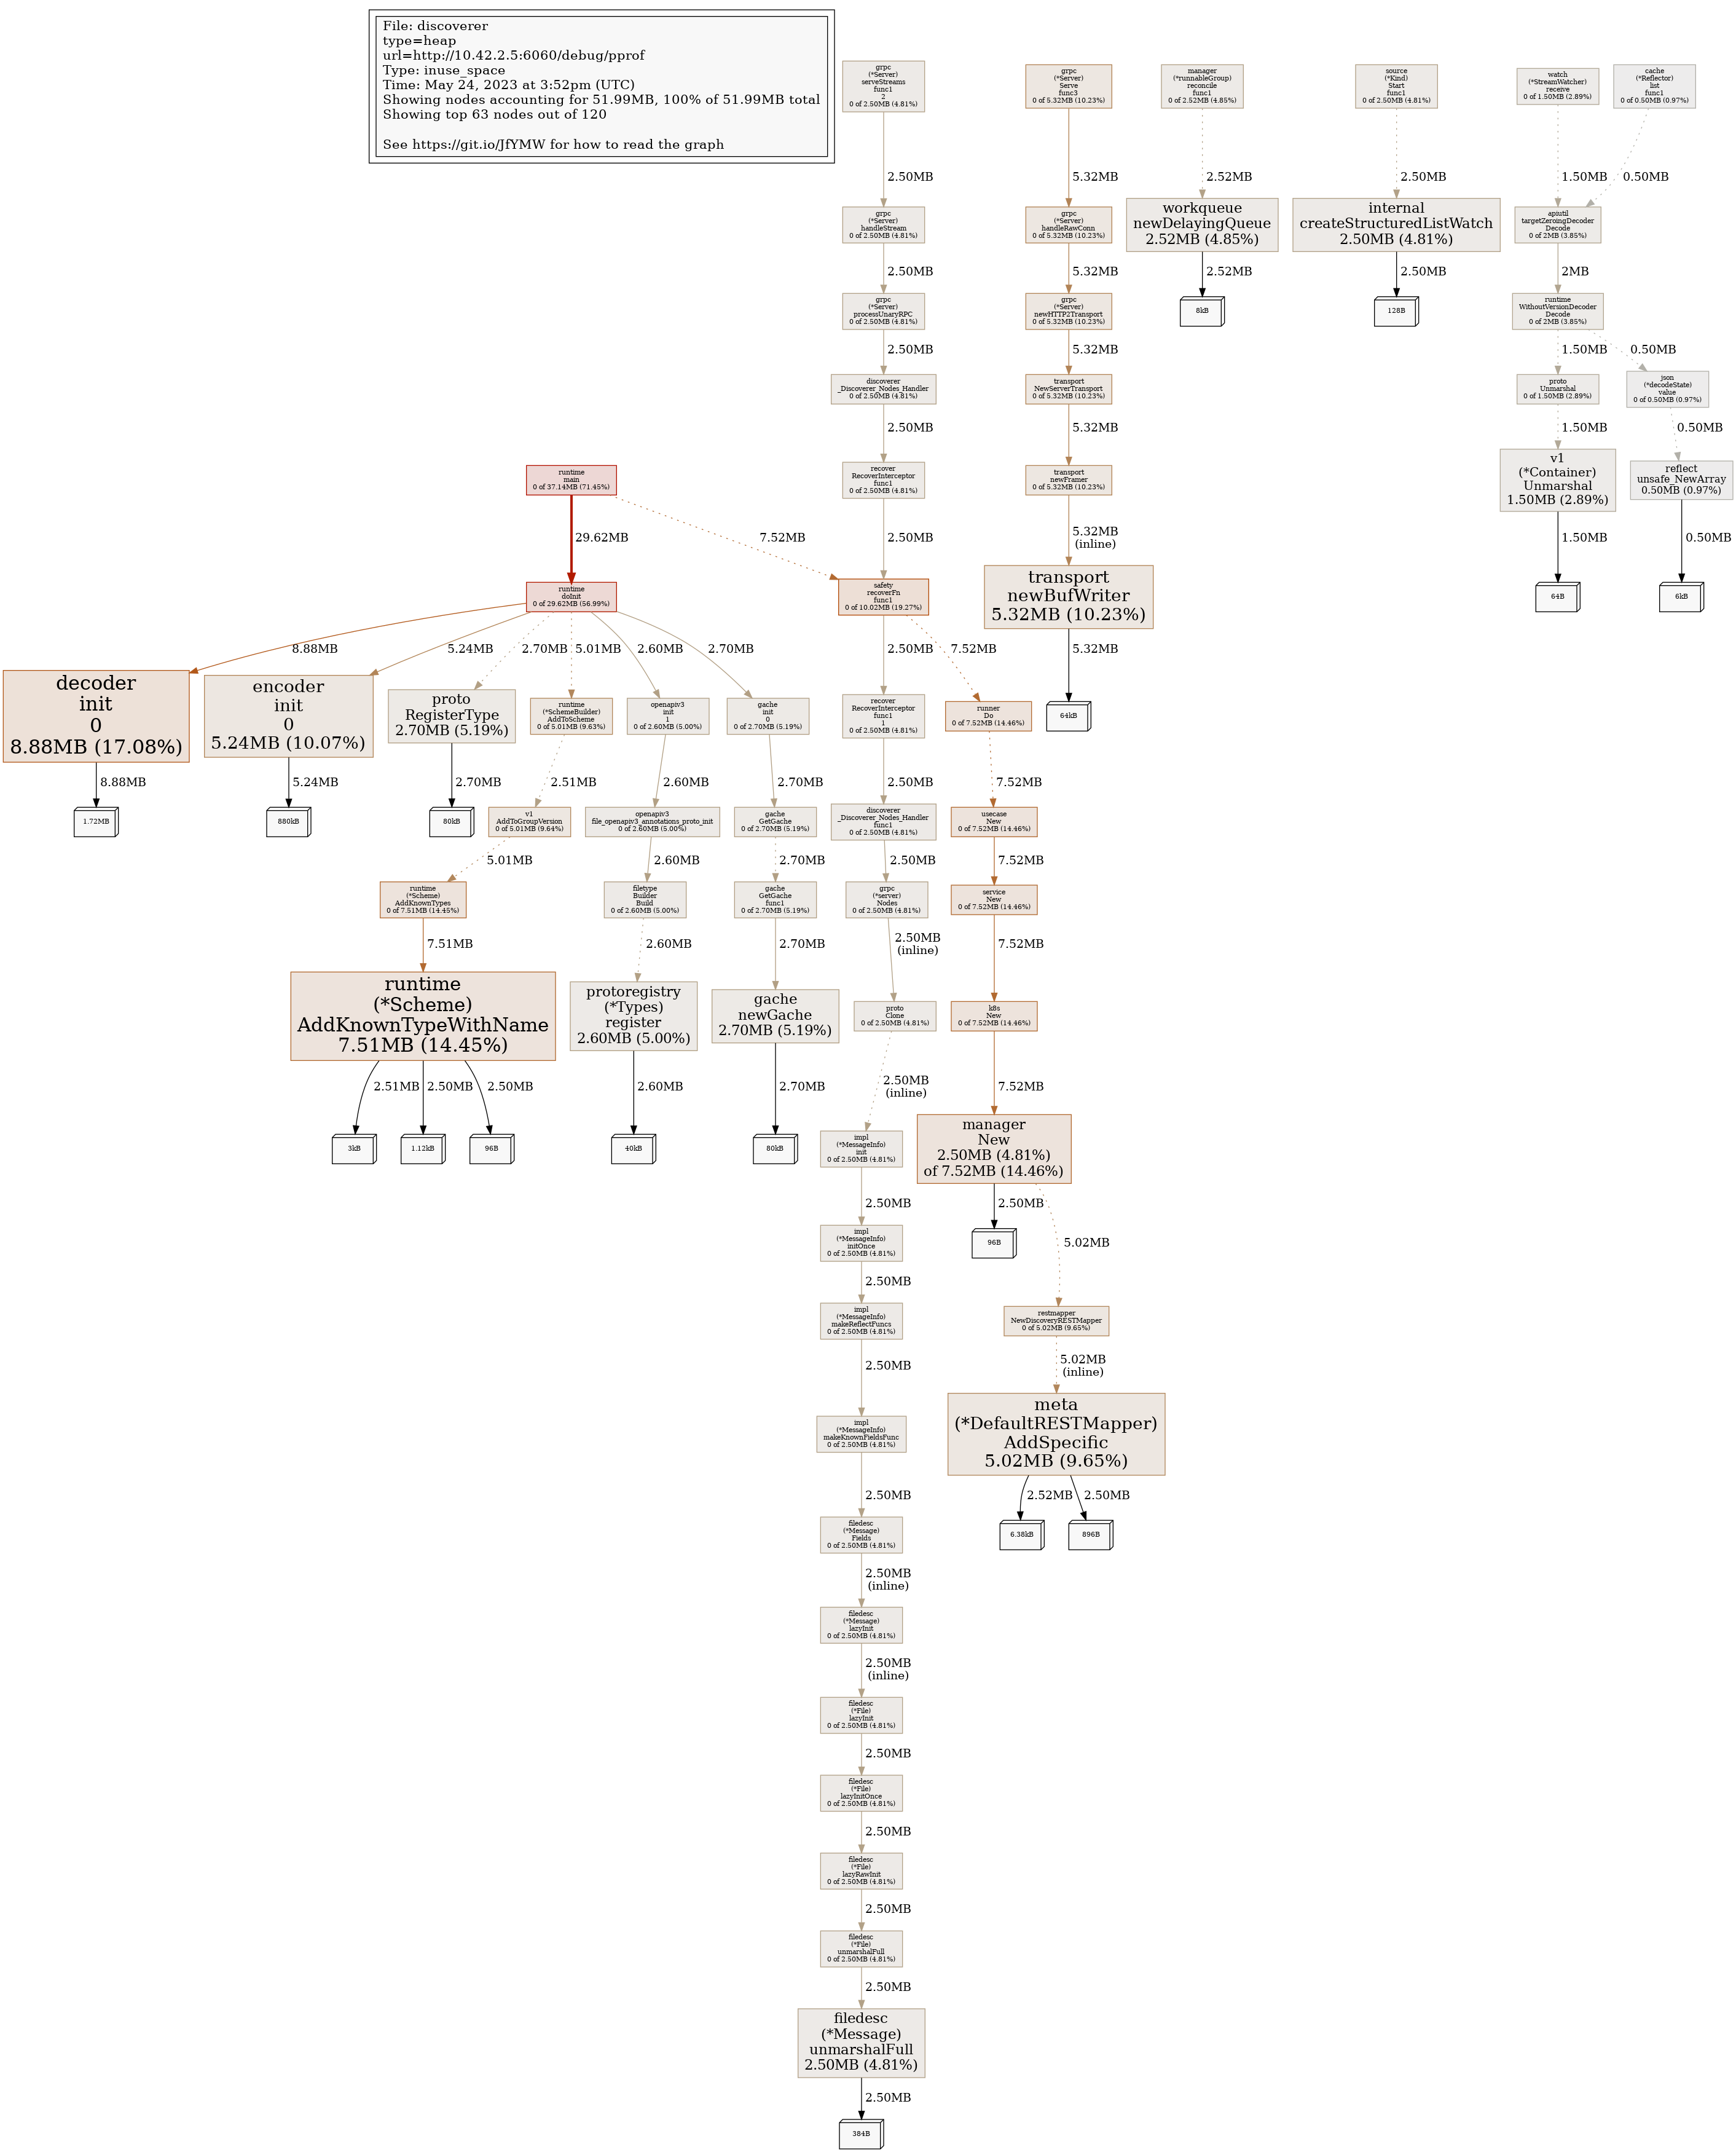 File: discoverer
type=heap
url=http://10.42.2.5:6060/debug/pprof
Type: inuse_space
Time: May 24, 2023 at 3:52pm (UTC)
Showing nodes accounting for 51.99MB, 100% of 51.99MB total
Showing top 63 nodes out of 120
See https://git.io/JfYMW for how to read the graph
grpc
(*Server)
serveStreams
func1
2
0 of 2.50MB (4.81%)
grpc
(*Server)
Serve
func3
0 of 5.32MB (10.23%)
manager
(*runnableGroup)
reconcile
func1
0 of 2.52MB (4.85%)
source
(*Kind)
Start
func1
0 of 2.50MB (4.81%)
watch
(*StreamWatcher)
receive
0 of 1.50MB (2.89%)
cache
(*Reflector)
list
func1
0 of 0.50MB (0.97%)
2.50MB
5.32MB
2.52MB
2.50MB
1.50MB
0.50MB
grpc
(*Server)
handleStream
0 of 2.50MB (4.81%)
grpc
(*Server)
handleRawConn
0 of 5.32MB (10.23%)
workqueue
newDelayingQueue
2.52MB (4.85%)
internal
createStructuredListWatch
2.50MB (4.81%)
apiutil
targetZeroingDecoder
Decode
0 of 2MB (3.85%)
2.50MB
5.32MB
2.52MB
2.50MB
2MB
grpc
(*Server)
processUnaryRPC
0 of 2.50MB (4.81%)
grpc
(*Server)
newHTTP2Transport
0 of 5.32MB (10.23%)
8kB
128B
runtime
WithoutVersionDecoder
Decode
0 of 2MB (3.85%)
2.50MB
5.32MB
1.50MB
0.50MB
discoverer
_Discoverer_Nodes_Handler
0 of 2.50MB (4.81%)
transport
NewServerTransport
0 of 5.32MB (10.23%)
proto
Unmarshal
0 of 1.50MB (2.89%)
json
(*decodeState)
value
0 of 0.50MB (0.97%)
2.50MB
5.32MB
1.50MB
0.50MB
runtime
main
0 of 37.14MB (71.45%)
recover
RecoverInterceptor
func1
0 of 2.50MB (4.81%)
transport
newFramer
0 of 5.32MB (10.23%)
v1
(*Container)
Unmarshal
1.50MB (2.89%)
reflect
unsafe_NewArray
0.50MB (0.97%)
29.62MB
7.52MB
2.50MB
5.32MB
(inline)
1.50MB
0.50MB
runtime
doInit
0 of 29.62MB (56.99%)
safety
recoverFn
func1
0 of 10.02MB (19.27%)
transport
newBufWriter
5.32MB (10.23%)
64B
6kB
8.88MB
5.24MB
2.70MB
5.01MB
2.60MB
2.70MB
2.50MB
7.52MB
5.32MB
decoder
init
0
8.88MB (17.08%)
encoder
init
0
5.24MB (10.07%)
proto
RegisterType
2.70MB (5.19%)
runtime
(*SchemeBuilder)
AddToScheme
0 of 5.01MB (9.63%)
openapiv3
init
1
0 of 2.60MB (5.00%)
gache
init
0
0 of 2.70MB (5.19%)
recover
RecoverInterceptor
func1
1
0 of 2.50MB (4.81%)
runner
Do
0 of 7.52MB (14.46%)
64kB
8.88MB
5.24MB
2.70MB
2.51MB
2.60MB
2.70MB
2.50MB
7.52MB
1.72MB
880kB
80kB
v1
AddToGroupVersion
0 of 5.01MB (9.64%)
openapiv3
file_openapiv3_annotations_proto_init
0 of 2.60MB (5.00%)
gache
GetGache
0 of 2.70MB (5.19%)
discoverer
_Discoverer_Nodes_Handler
func1
0 of 2.50MB (4.81%)
usecase
New
0 of 7.52MB (14.46%)
5.01MB
2.60MB
2.70MB
2.50MB
7.52MB
runtime
(*Scheme)
AddKnownTypes
0 of 7.51MB (14.45%)
filetype
Builder
Build
0 of 2.60MB (5.00%)
gache
GetGache
func1
0 of 2.70MB (5.19%)
grpc
(*server)
Nodes
0 of 2.50MB (4.81%)
service
New
0 of 7.52MB (14.46%)
7.51MB
2.60MB
2.70MB
2.50MB
(inline)
7.52MB
runtime
(*Scheme)
AddKnownTypeWithName
7.51MB (14.45%)
protoregistry
(*Types)
register
2.60MB (5.00%)
gache
newGache
2.70MB (5.19%)
proto
Clone
0 of 2.50MB (4.81%)
k8s
New
0 of 7.52MB (14.46%)
2.51MB
2.50MB
2.50MB
2.60MB
2.70MB
2.50MB
(inline)
7.52MB
3kB
1.12kB
96B
40kB
80kB
impl
(*MessageInfo)
init
0 of 2.50MB (4.81%)
manager
New
2.50MB (4.81%)
of 7.52MB (14.46%)
2.50MB
2.50MB
5.02MB
impl
(*MessageInfo)
initOnce
0 of 2.50MB (4.81%)
96B
2.50MB
impl
(*MessageInfo)
makeReflectFuncs
0 of 2.50MB (4.81%)
restmapper
NewDiscoveryRESTMapper
0 of 5.02MB (9.65%)
2.50MB
5.02MB
(inline)
impl
(*MessageInfo)
makeKnownFieldsFunc
0 of 2.50MB (4.81%)
meta
(*DefaultRESTMapper)
AddSpecific
5.02MB (9.65%)
2.50MB
2.52MB
2.50MB
filedesc
(*Message)
Fields
0 of 2.50MB (4.81%)
6.38kB
896B
2.50MB
(inline)
filedesc
(*Message)
lazyInit
0 of 2.50MB (4.81%)
2.50MB
(inline)
filedesc
(*File)
lazyInit
0 of 2.50MB (4.81%)
2.50MB
filedesc
(*File)
lazyInitOnce
0 of 2.50MB (4.81%)
2.50MB
filedesc
(*File)
lazyRawInit
0 of 2.50MB (4.81%)
2.50MB
filedesc
(*File)
unmarshalFull
0 of 2.50MB (4.81%)
2.50MB
filedesc
(*Message)
unmarshalFull
2.50MB (4.81%)
2.50MB
384B